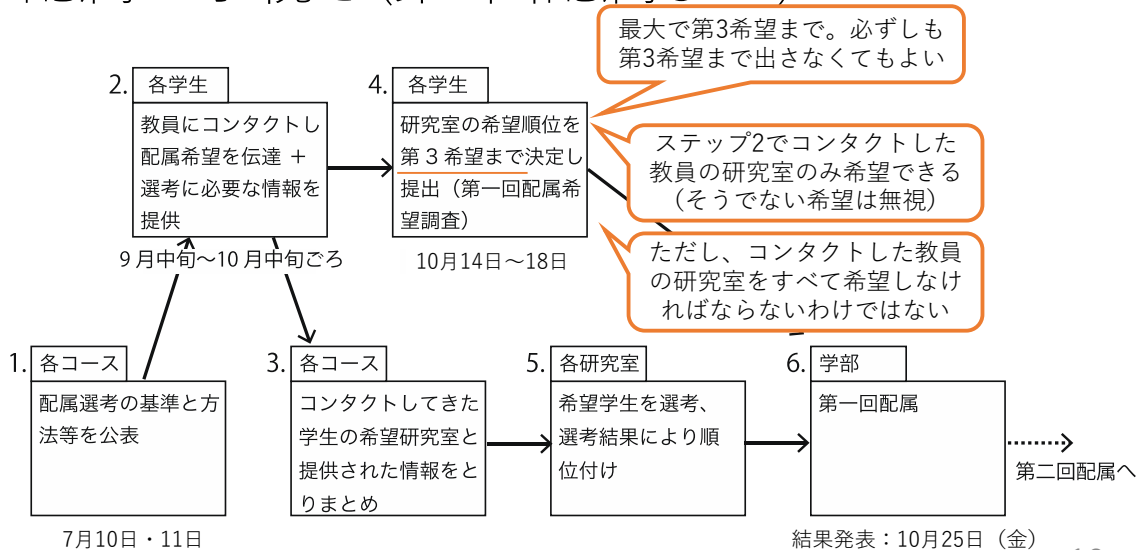 最大で第3希望まで。必ずしも
第3希望まで出さなくてもよい
2. 各学生
教員にコンタクトし
配属希望を伝達 +
選考に必要な情報を
提供
9月中旬〜10月中旬ごろ
4. 各学生
研究室の希望順位を
第3希望まで決定し
提出(第一回配属希
望調査)
10月14日〜18日
ステップ2でコンタクトした
教員の研究室のみ希望できる
(そうでない希望は無視)
ただし、コンタクトした教員
の研究室をすべて希望しなけ
ればならないわけではない
1. 各コース
配属選考の基準と方
法等を公表
7月10日・11日
3. 各コース
コンタクトしてきた
学生の希望研究室と
提供された情報をと
りまとめ
5. 各研究室
希望学生を選考、
選考結果により順
位付け
6. 学部
第一回配属
結果発表:10月25日(金)
第二回配属へ